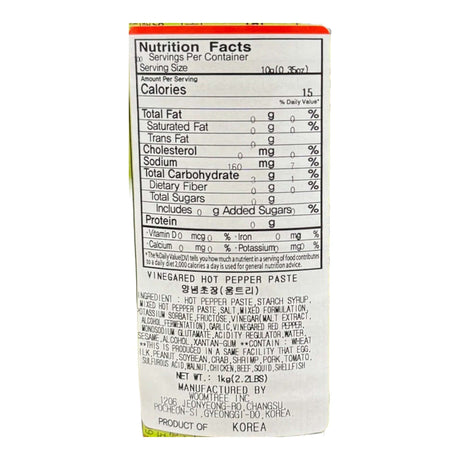 Nutrition Facts
00 Servings Per Container
Serving Size 10g(0.35oz)
Amount Per Serving
Calories 15
% Daily Value*
Total Fat 0 g 0 %
Saturated Fat 0 g 0 %
Trans Fat 0 g
Cholesterol 0 mg 0 %
Sodium 160 mg 7 %
Total Carbohydrate 3 g 1 %
Dietary Fiber 0 g 0 %
Total Sugars 0 g
Includes 0 g Added Sugars 0 %
Protein 0 g
·Vitamin D 0 mcg 0 % ·Iron 0 mg %
·Calcium 0 mg 0 % ·Potassium 0 mg 0 %
*The % Daily Value(DV) tells you how much a nutrient in a serving of food contributes
to a daily diet 2,000 calories a day is used for general nutrition advice.
VINEGARED HOT PEPPER PASTE
양념초장(움트리)
INGREDIENT : HOT PEPPER PASTE, STARCH SYRUP,
MIXED HOT PEPPER PASTE, SALT, MIXED FORMULATION,
POTASSIUM SORBATE, FRUCTOSE, VINEGAR(MALT EXTRACT,
ALCOHOL, FERMENTATION), GARLIC, VINEGARED RED PEPPER,
MONOSODIUM GLUTAMATE, ACIDITY REGULATOR, WATER,
SESAME, ALCOHOL, XANTAN-GUM **CONTAIN : WHEAT
**THIS IS PRODUCED IN A SAME FACILITY THAT EGG,
MILK, PEANUT, SOYBEAN, CRAB, SHRIMP, PORK, TOMATO,
SULFUROUS ACID, WALNUT, CHICKEN, BEEF, SQUID, SHELLFISH
NET WT. : 1kg(2.2LBS)
MANUFACTURED BY
WOOMTREE INC
1206, JEONYEONG-RO, CHANGSU
POCHEON-SI, GYEONGGI-DO, KOREA
PRODUCT OF KOREA